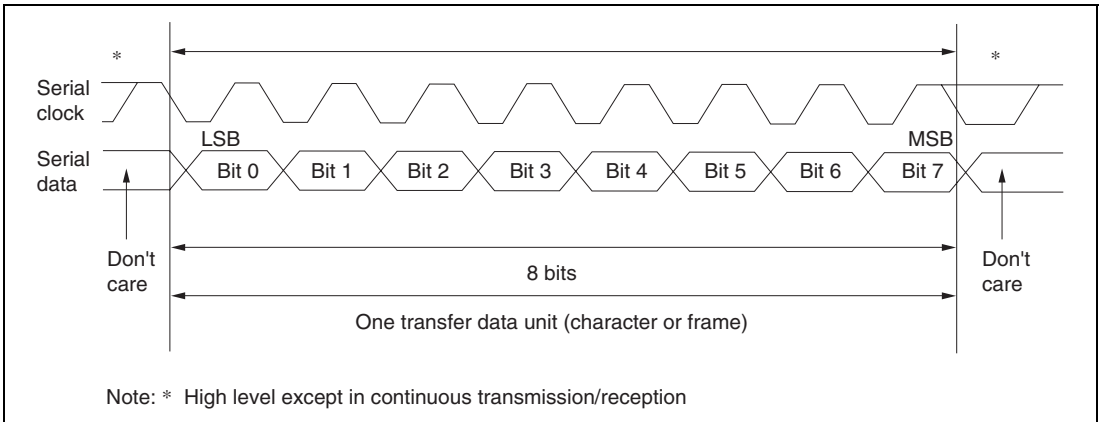 * *
Serial
clock
LSB MSB
Serial
data
Bit 0 Bit 1 Bit 2 Bit 3 Bit 4 Bit 5 Bit 6 Bit 7
Don't
care
8 bits
Don't
care
One transfer data unit (character or frame)
Note: * High level except in continuous transmission/reception